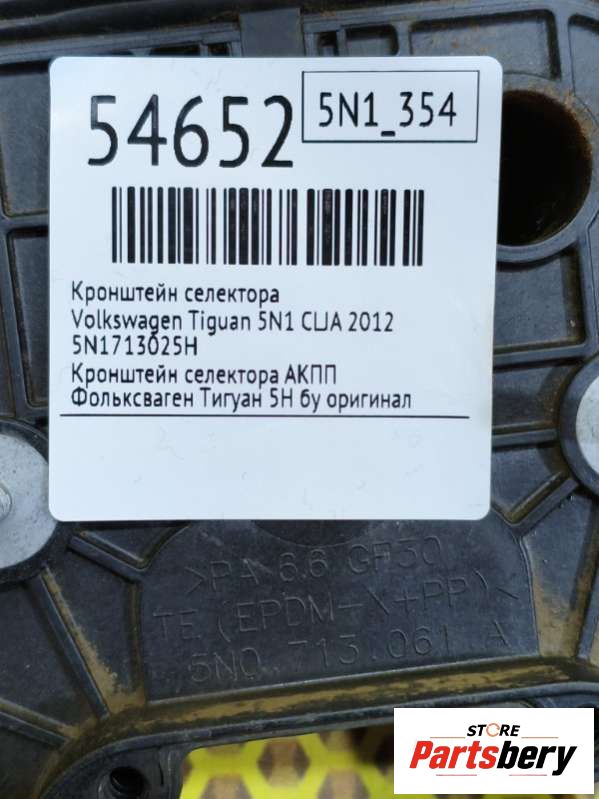 54652
5N1_354
Кронштейн селектора
Volkswagen Tiguan 5N1 CLJA 2012
5N1713025H
Кронштейн селектора АКПП
Фольксваген Тигуан 5Н бу оригинал
>PA 6.6 GF30
TE (EPDM-X+PP)<
5N0 713 061 A
STORE
Partsbery